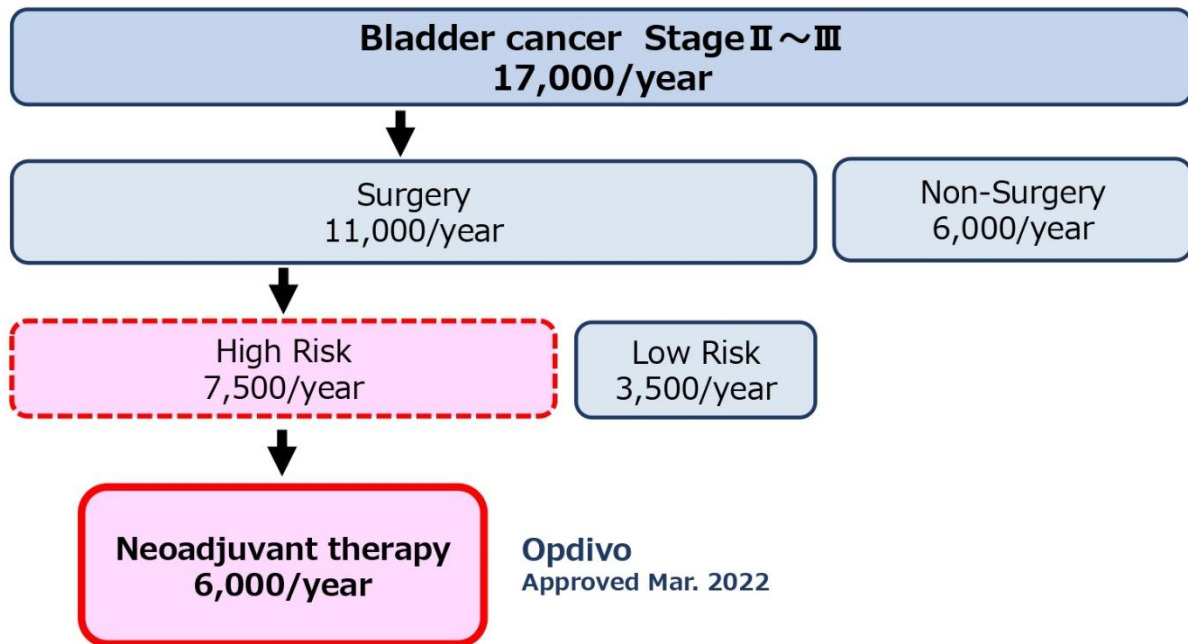 Bladder cancer StageⅡ～Ⅲ
17,000/year
Surgery
11,000/year
Non-Surgery
6,000/year
High Risk
7,500/year
Low Risk
3,500/year
Neoadjuvant therapy
6,000/year
Opdivo
Approved Mar. 2022